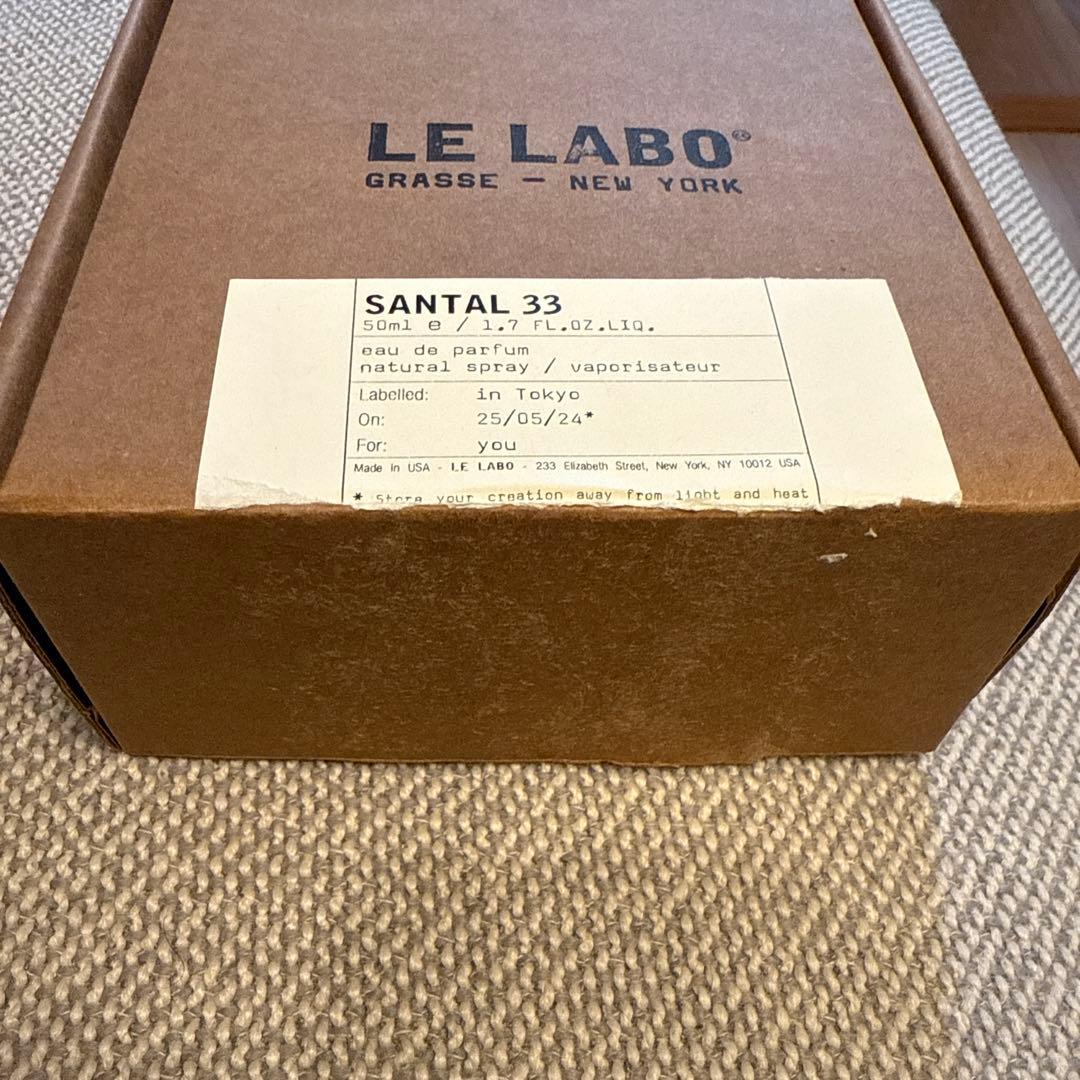 LE LABO®
GRASSE — NEW YORK
SANTAL 33
50ml e / 1.7 FL.OZ.LIQ.
eau de parfum
natural spray / vaporisateur
Labelled: in Tokyo
On: 25/05/24*
For: you
Made in USA - LE LABO - 233 Elizabeth Street, New York, NY 10012 USA
* Store your creation away from light and heat